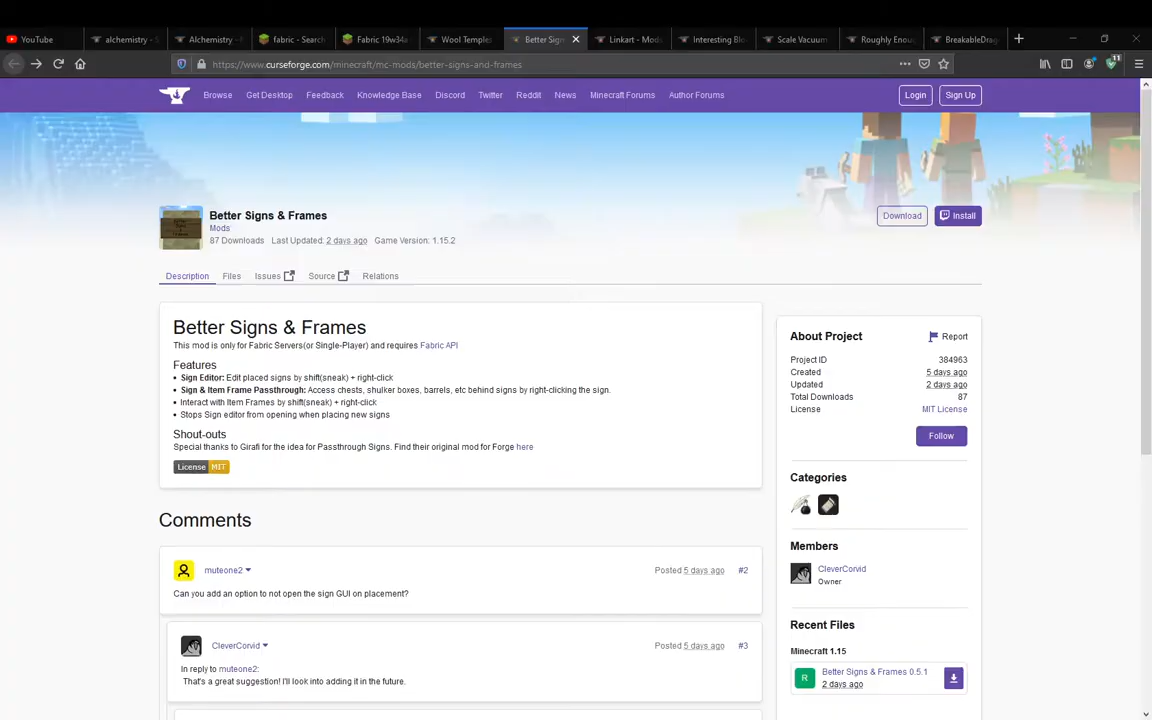 YouTube
alchemistry - S
Alchemistry -
fabric - Search
Fabric 19w34a
Wool Temples
Better Sign
Linkart - Mods
Interesting Blo
Scale Vacuum
Roughly Enou
BreakableDrag
11
https://www.curseforge.com/minecraft/mc-mods/better-signs-and-frames
Browse Get Desktop Feedback Knowledge Base Discord Twitter Reddit News Minecraft Forums Author Forums Login Sign Up
Better Signs & Frames
Mods
87 Downloads Last Updated: 2 days ago Game Version: 1.15.2
Download Install
Description Files Issues Source Relations
Better Signs & Frames
This mod is only for Fabric Servers(or Single-Player) and requires Fabric API
Features
Sign Editor: Edit placed signs by shift(sneak) + right-click
Sign & Item Frame Passthrough: Access chests, shulker boxes, barrels, etc behind signs by right-clicking the sign.
Interact with Item Frames by shift(sneak) + right-click
Stops Sign editor from opening when placing new signs
Shout-outs
Special thanks to Girafi for the idea for Passthrough Signs. Find their original mod for Forge here
License MIT
Comments
muteone2 Posted 5 days ago #2
Can you add an option to not open the sign GUI on placement?
CleverCorvid Posted 5 days ago #3
In reply to muteone2:
That's a great suggestion! I'll look into adding it in the future.
About Project
Report
Project ID 384963
Created 5 days ago
Updated 2 days ago
Total Downloads 87
License MIT License
Follow
Categories
Members
CleverCorvid
Owner
Recent Files
Minecraft 1.15
R Better Signs & Frames 0.5.1
2 days ago